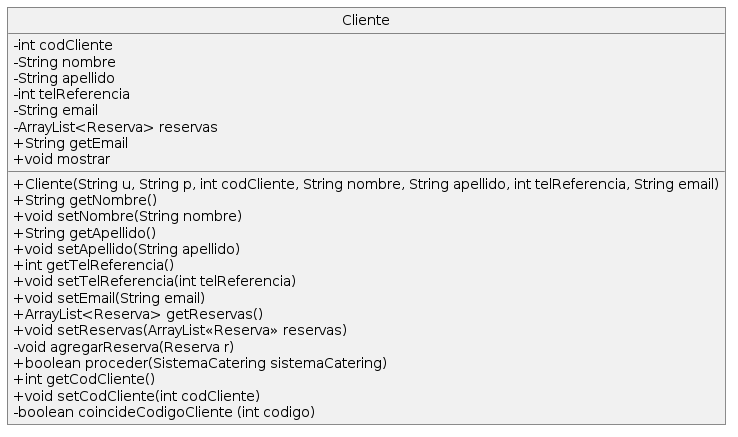 Cliente
-int codCliente
-String nombre
-String apellido
-int telReferencia
-String email
-ArrayList<Reserva> reservas
+String getEmail
+void mostrar
+Cliente(String u, String p, int codCliente, String nombre, String apellido, int telReferencia, String email)
+String getNombre()
+void setNombre(String nombre)
+String getApellido()
+void setApellido(String apellido)
+int getTelReferencia()
+void setTelReferencia(int telReferencia)
+void setEmail(String email)
+ArrayList<Reserva> getReservas()
+void setReservas(ArrayList«Reserva» reservas)
-void agregarReserva(Reserva r)
+boolean proceder(SistemaCatering sistemaCatering)
+int getCodCliente()
+void setCodCliente(int codCliente)
-boolean coincideCodigoCliente (int codigo)